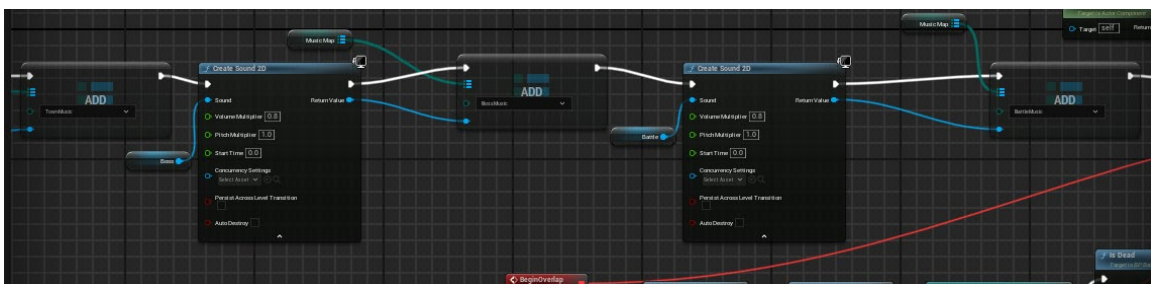 Target is Actor Component
Music Map
Target self Return
Music Map
ADD
TownMusic
Create Sound 2D
Sound Return Value
Volume Multiplier 0.8
Pitch Multiplier 1.0
Start Time 0.0
Concurrency Settings
Select Asset
Persist Across Level Transition
Auto Destroy
Boss
ADD
BossMusic
Create Sound 2D
Sound Return Value
Volume Multiplier 0.8
Pitch Multiplier 1.0
Start Time 0.0
Concurrency Settings
Select Asset
Persist Across Level Transition
Auto Destroy
Battle
ADD
BattleMusic
BeginOverlap
Is Dead